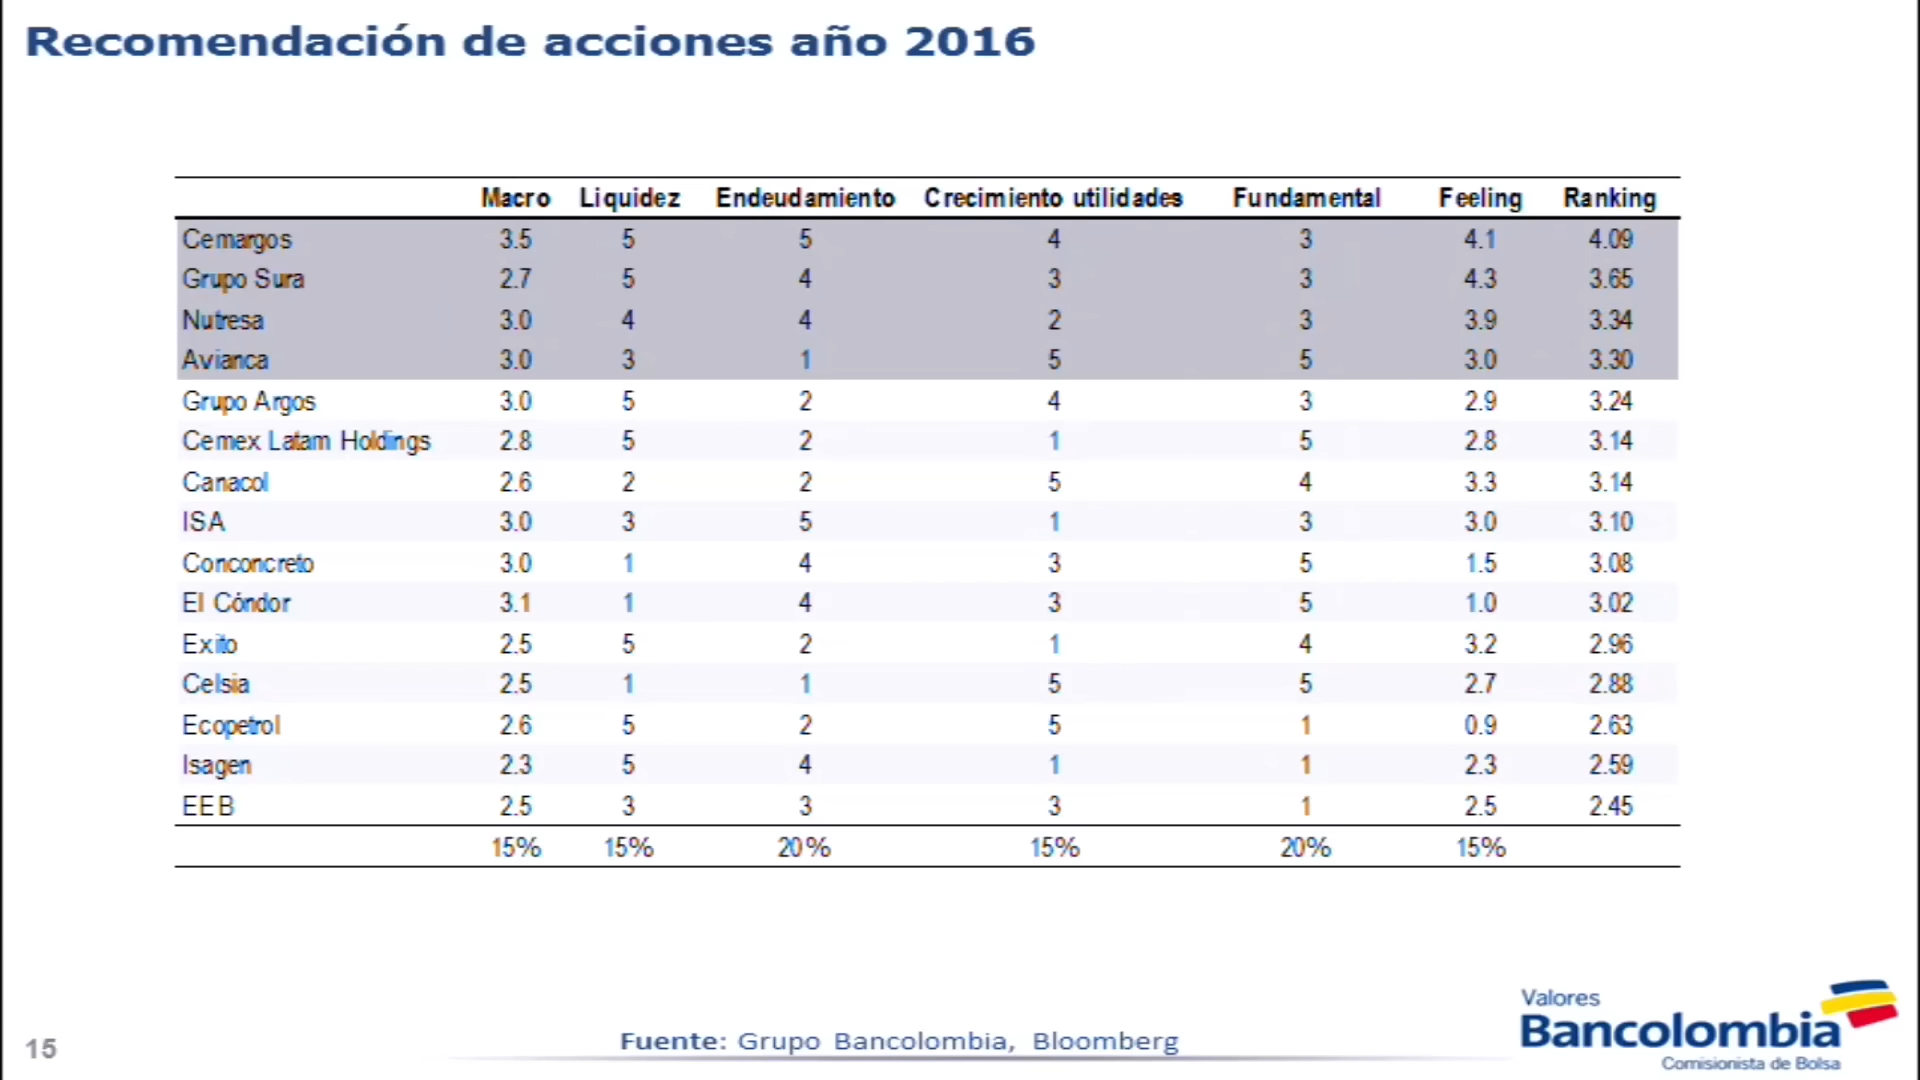 Recomendación de acciones año 2016
Macro Liquidez Endeudamiento Crecimiento utilidades Fundamental Feeling Ranking
Cemargos 3.5 5 5 4 3 4.1 4.09
Grupo Sura 2.7 5 4 3 3 4.3 3.65
Nutresa 3.0 4 4 2 3 3.9 3.34
Avianca 3.0 3 1 5 5 3.0 3.30
Grupo Argos 3.0 5 2 4 3 2.9 3.24
Cemex Latam Holdings 2.8 5 2 1 5 2.8 3.14
Canacol 2.6 2 2 5 4 3.3 3.14
ISA 3.0 3 5 1 3 3.0 3.10
Conconcreto 3.0 1 4 3 5 1.5 3.08
El Cóndor 3.1 1 4 3 5 1.0 3.02
Exito 2.5 5 2 1 4 3.2 2.96
Celsia 2.5 1 1 5 5 2.7 2.88
Ecopetrol 2.6 5 2 5 1 0.9 2.63
Isagen 2.3 5 4 1 1 2.3 2.59
EEB 2.5 3 3 3 1 2.5 2.45
15% 15% 20% 15% 20% 15%
Valores
Bancolombia
Comisionista de Bolsa
Fuente: Grupo Bancolombia, Bloomberg
15